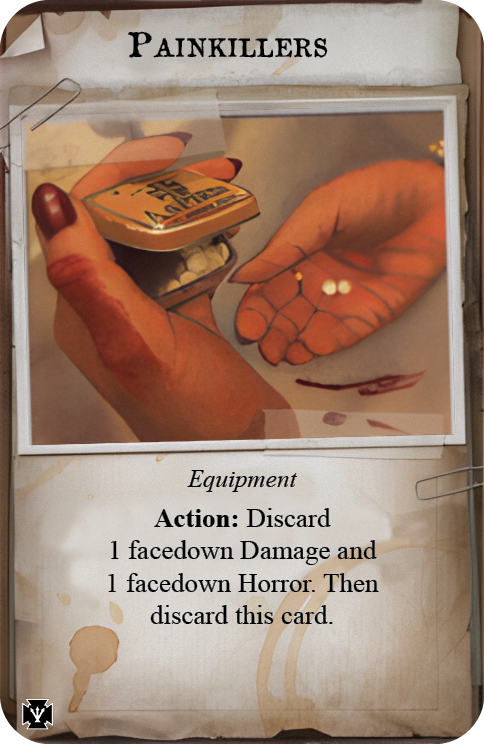 Painkillers
Equipment
Action: Discard
1 facedown Damage and
1 facedown Horror. Then
discard this card.